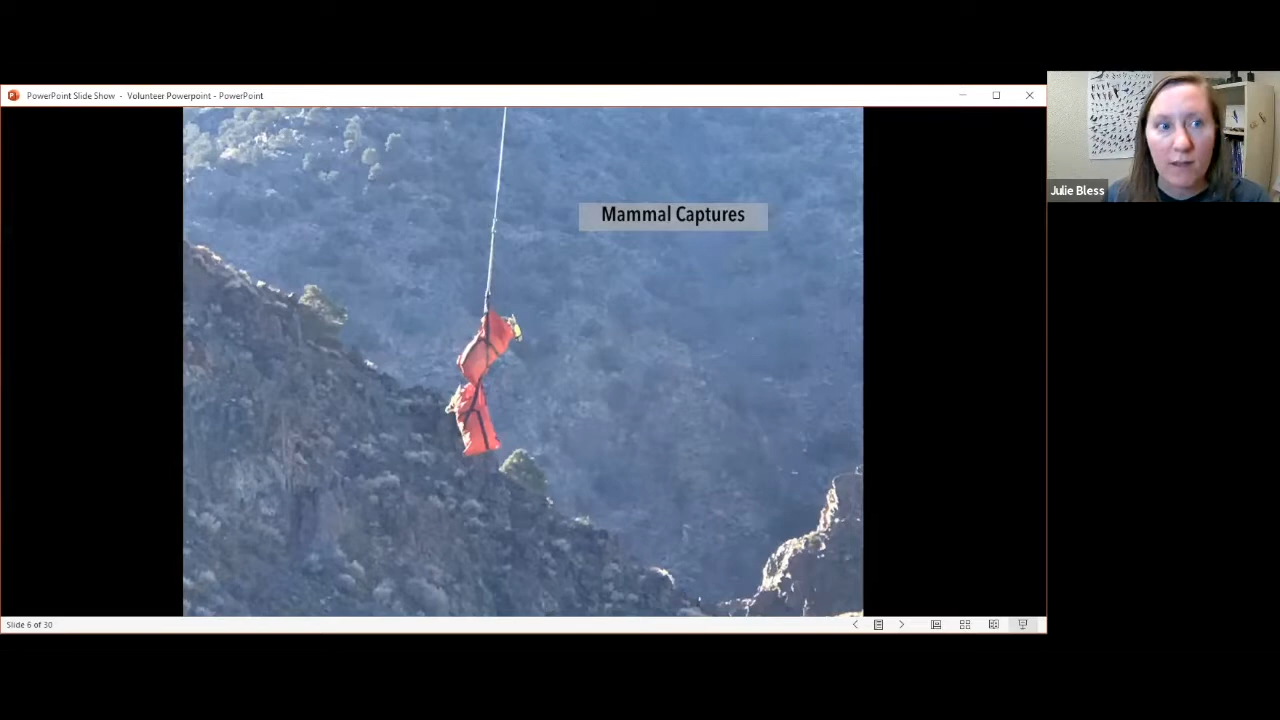 PowerPoint Slide Show - Volunteer Powerpoint - PowerPoint
Mammal Captures
Julie Bless
Slide 6 of 30